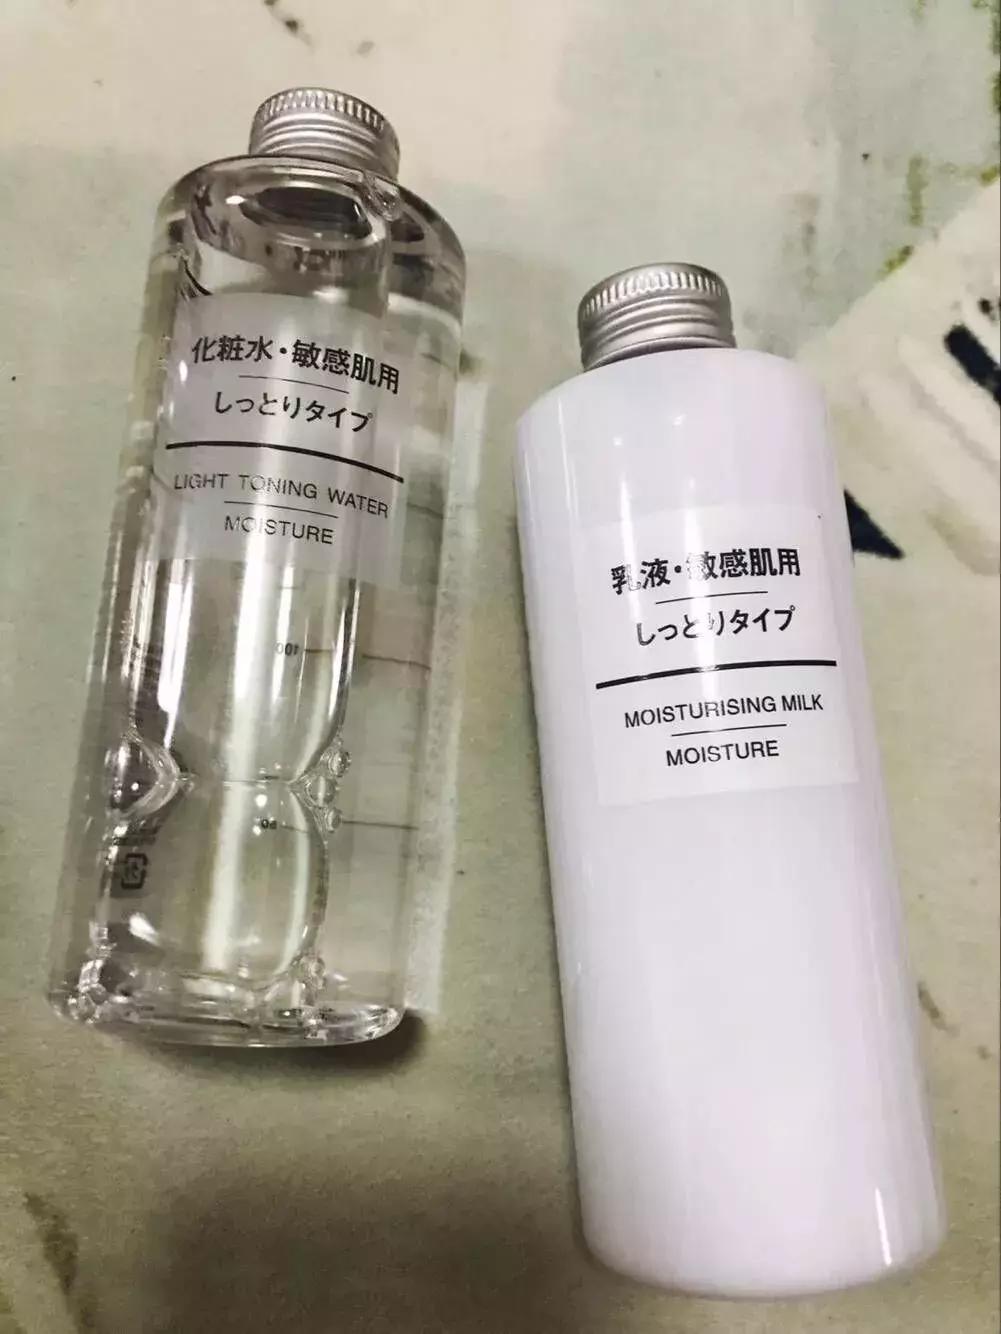 化粧水・敏感肌用
しっとりタイプ
LIGHT TONING WATER
MOISTURE
100
乳液・敏感肌用
しっとりタイプ
MOISTURISING MILK
MOISTURE